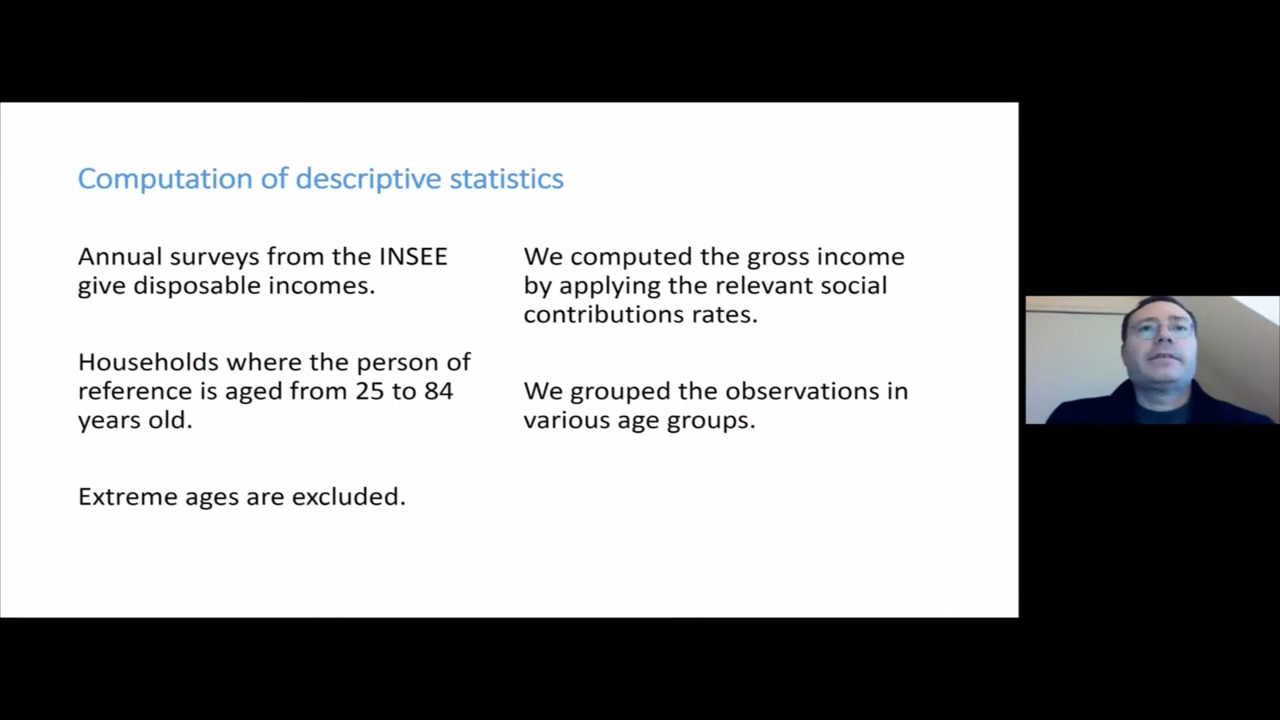 Computation of descriptive statistics
Annual surveys from the INSEE
give disposable incomes.
Households where the person of
reference is aged from 25 to 84
years old.
Extreme ages are excluded.
We computed the gross income
by applying the relevant social
contributions rates.
We grouped the observations in
various age groups.